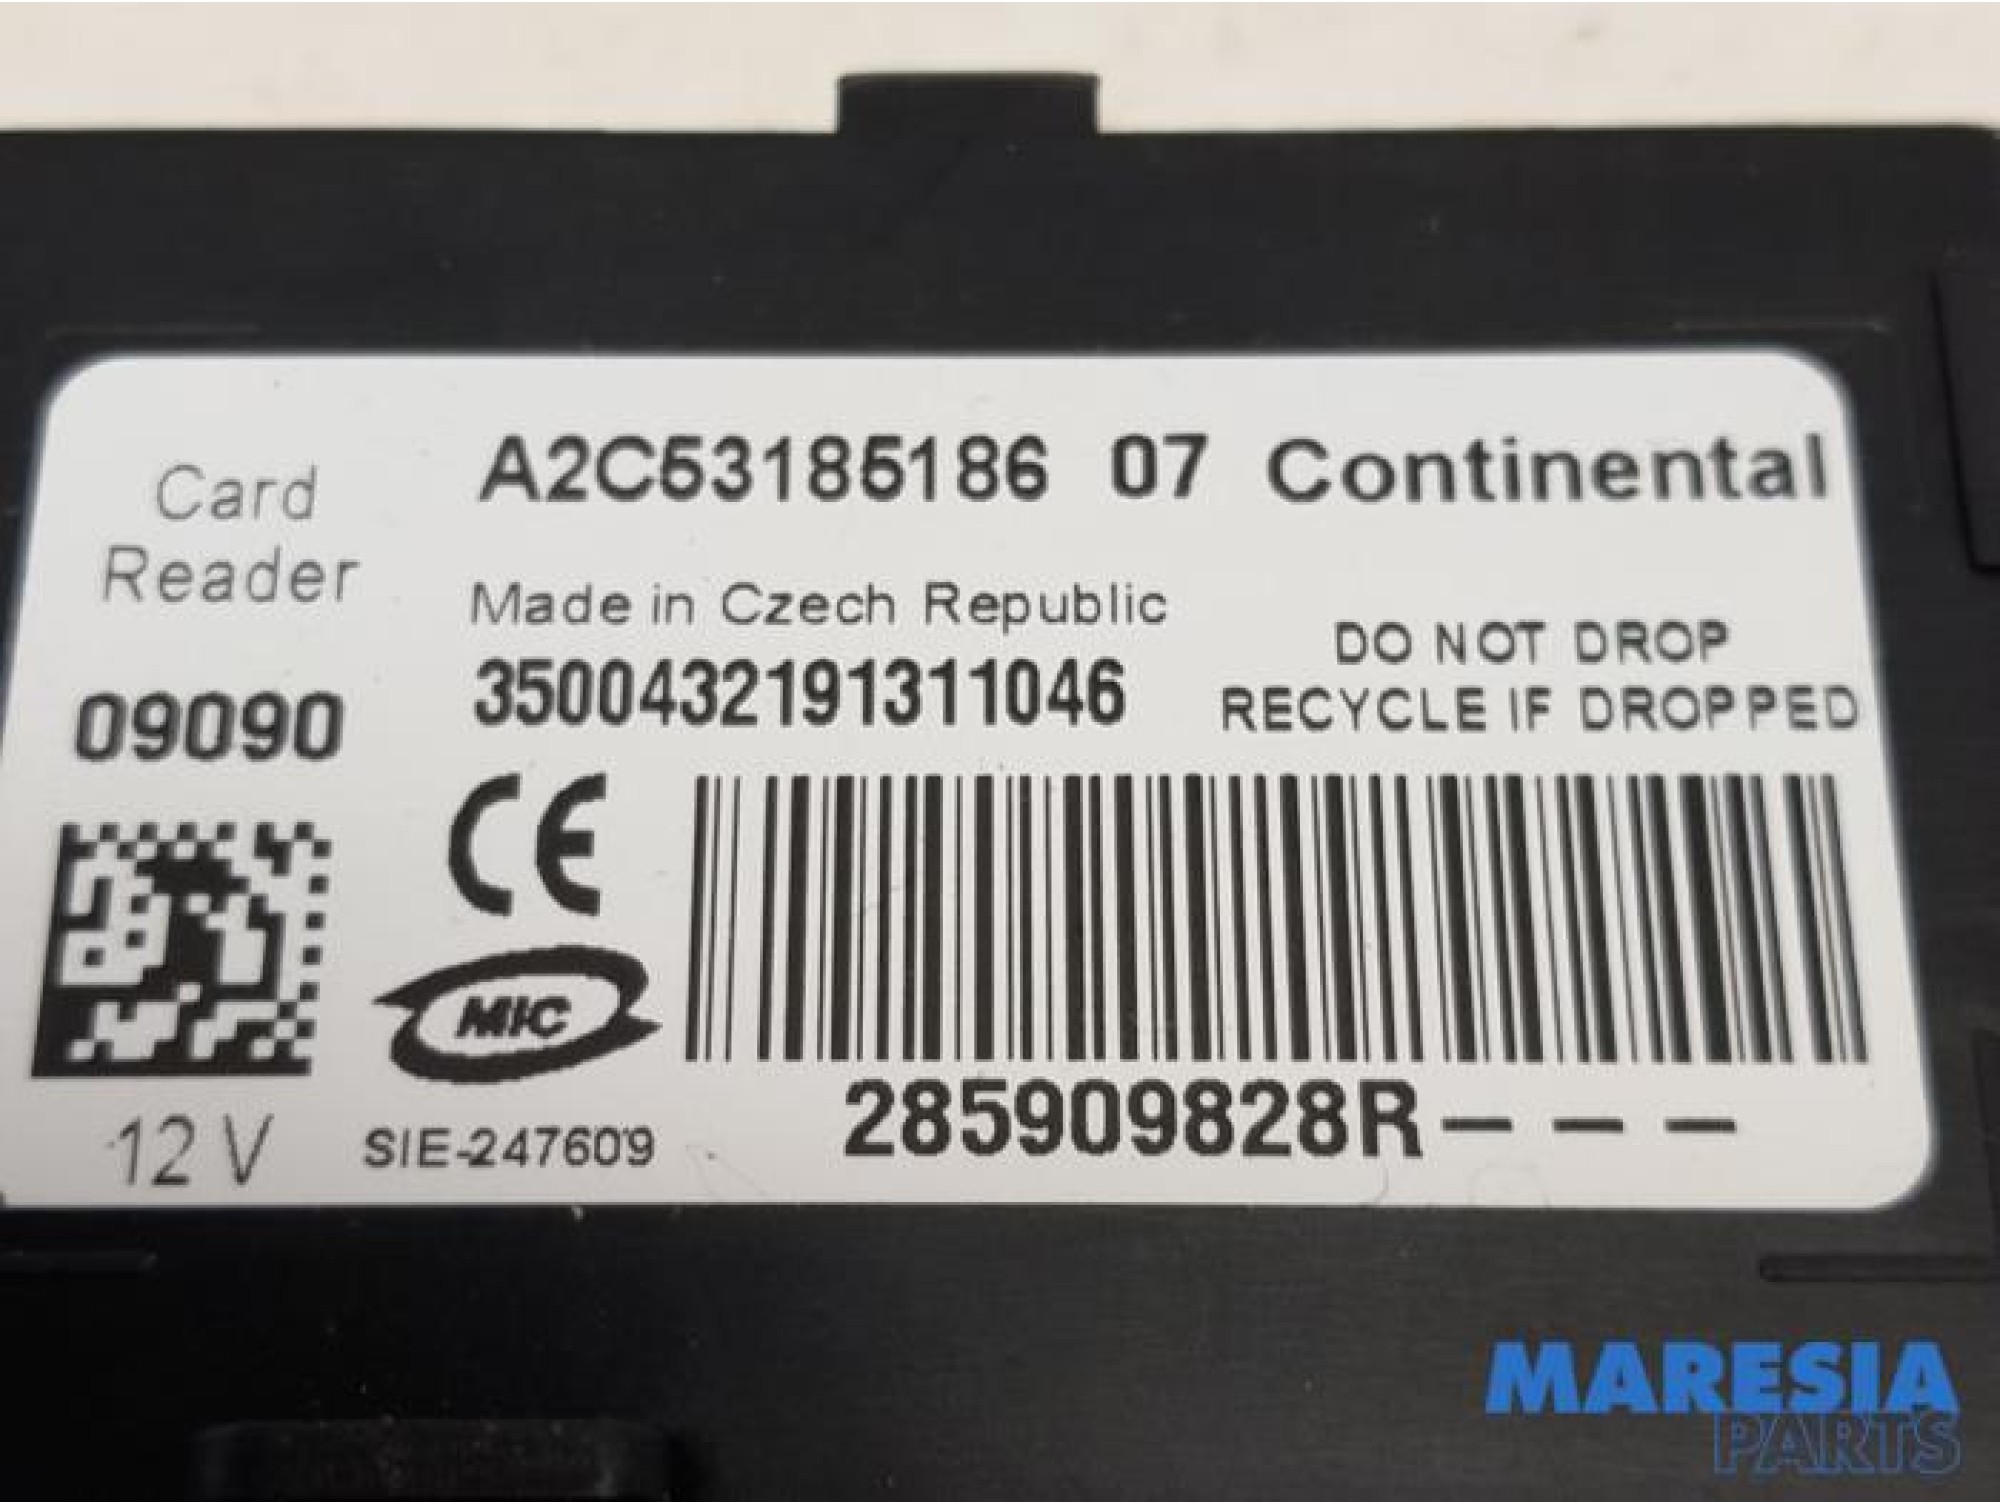 Card
Reader
09090
12 V
A2C53185186 07 Continental
Made in Czech Republic
3500432191311046
DO NOT DROP
RECYCLE IF DROPPED
CE
MIC
SIE-247609
285909828R— — —
MARESIA
PARTS